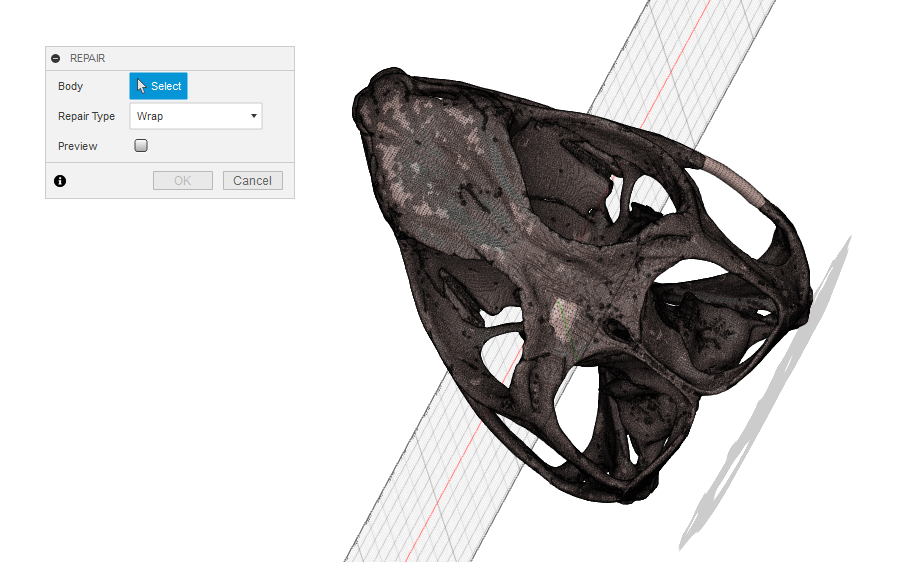 REPAIR
Body Select
Repair Type Wrap
Preview
OK Cancel